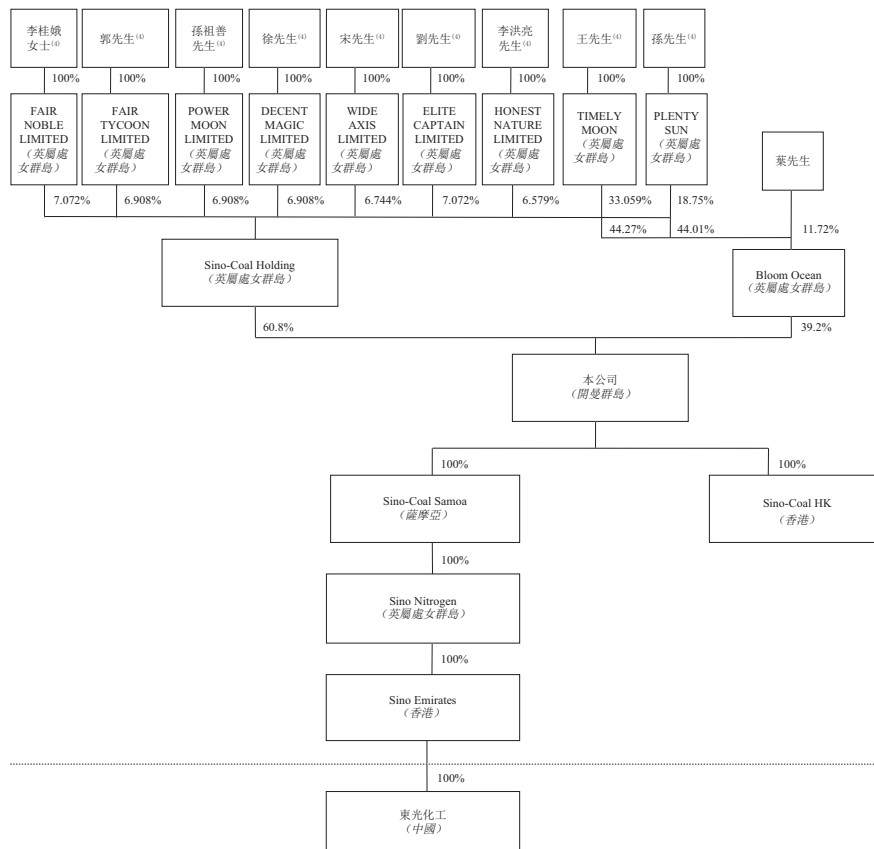 李桂娥
女士(4)
郭先生(4)
孫祖善
先生(4)
徐先生(4)
宋先生(4)
劉先生(4)
李洪亮
先生(4)
王先生(4)
孫先生(4)
100%
100%
100%
100%
100%
100%
100%
100%
100%
FAIR
NOBLE
LIMITED
（英屬處
女群島）
FAIR
TYCOON
LIMITED
（英屬處
女群島）
POWER
MOON
LIMITED
（英屬處
女群島）
DECENT
MAGIC
LIMITED
（英屬處
女群島）
WIDE
AXIS
LIMITED
（英屬處
女群島）
ELITE
CAPTAIN
LIMITED
（英屬處
女群島）
HONEST
NATURE
LIMITED
（英屬處
女群島）
TIMELY
MOON
（英屬處
女群島）
PLENTY
SUN
（英屬處
女群島）
葉先生
7.072%
6.908%
6.908%
6.908%
6.744%
7.072%
6.579%
33.059%
18.75%
44.27%
44.01%
11.72%
Sino-Coal Holding
（英屬處女群島）
Bloom Ocean
（英屬處女群島）
60.8%
39.2%
本公司
（開曼群島）
100%
100%
Sino-Coal Samoa
（薩摩亞）
Sino-Coal HK
（香港）
100%
Sino Nitrogen
（英屬處女群島）
100%
Sino Emirates
（香港）
100%
東光化工
（中國）